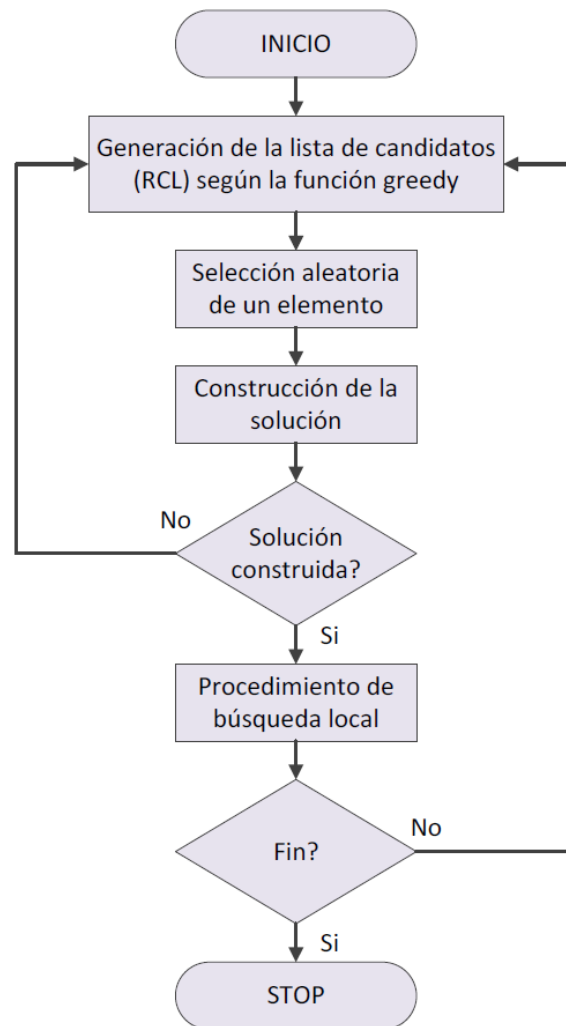 INICIO
Generación de la lista de candidatos
(RCL) según la función greedy
Selección aleatoria
de un elemento
Construcción de la
solución
No
Solución
construida?
Si
Procedimiento de
búsqueda local
No
Fin?
Si
STOP